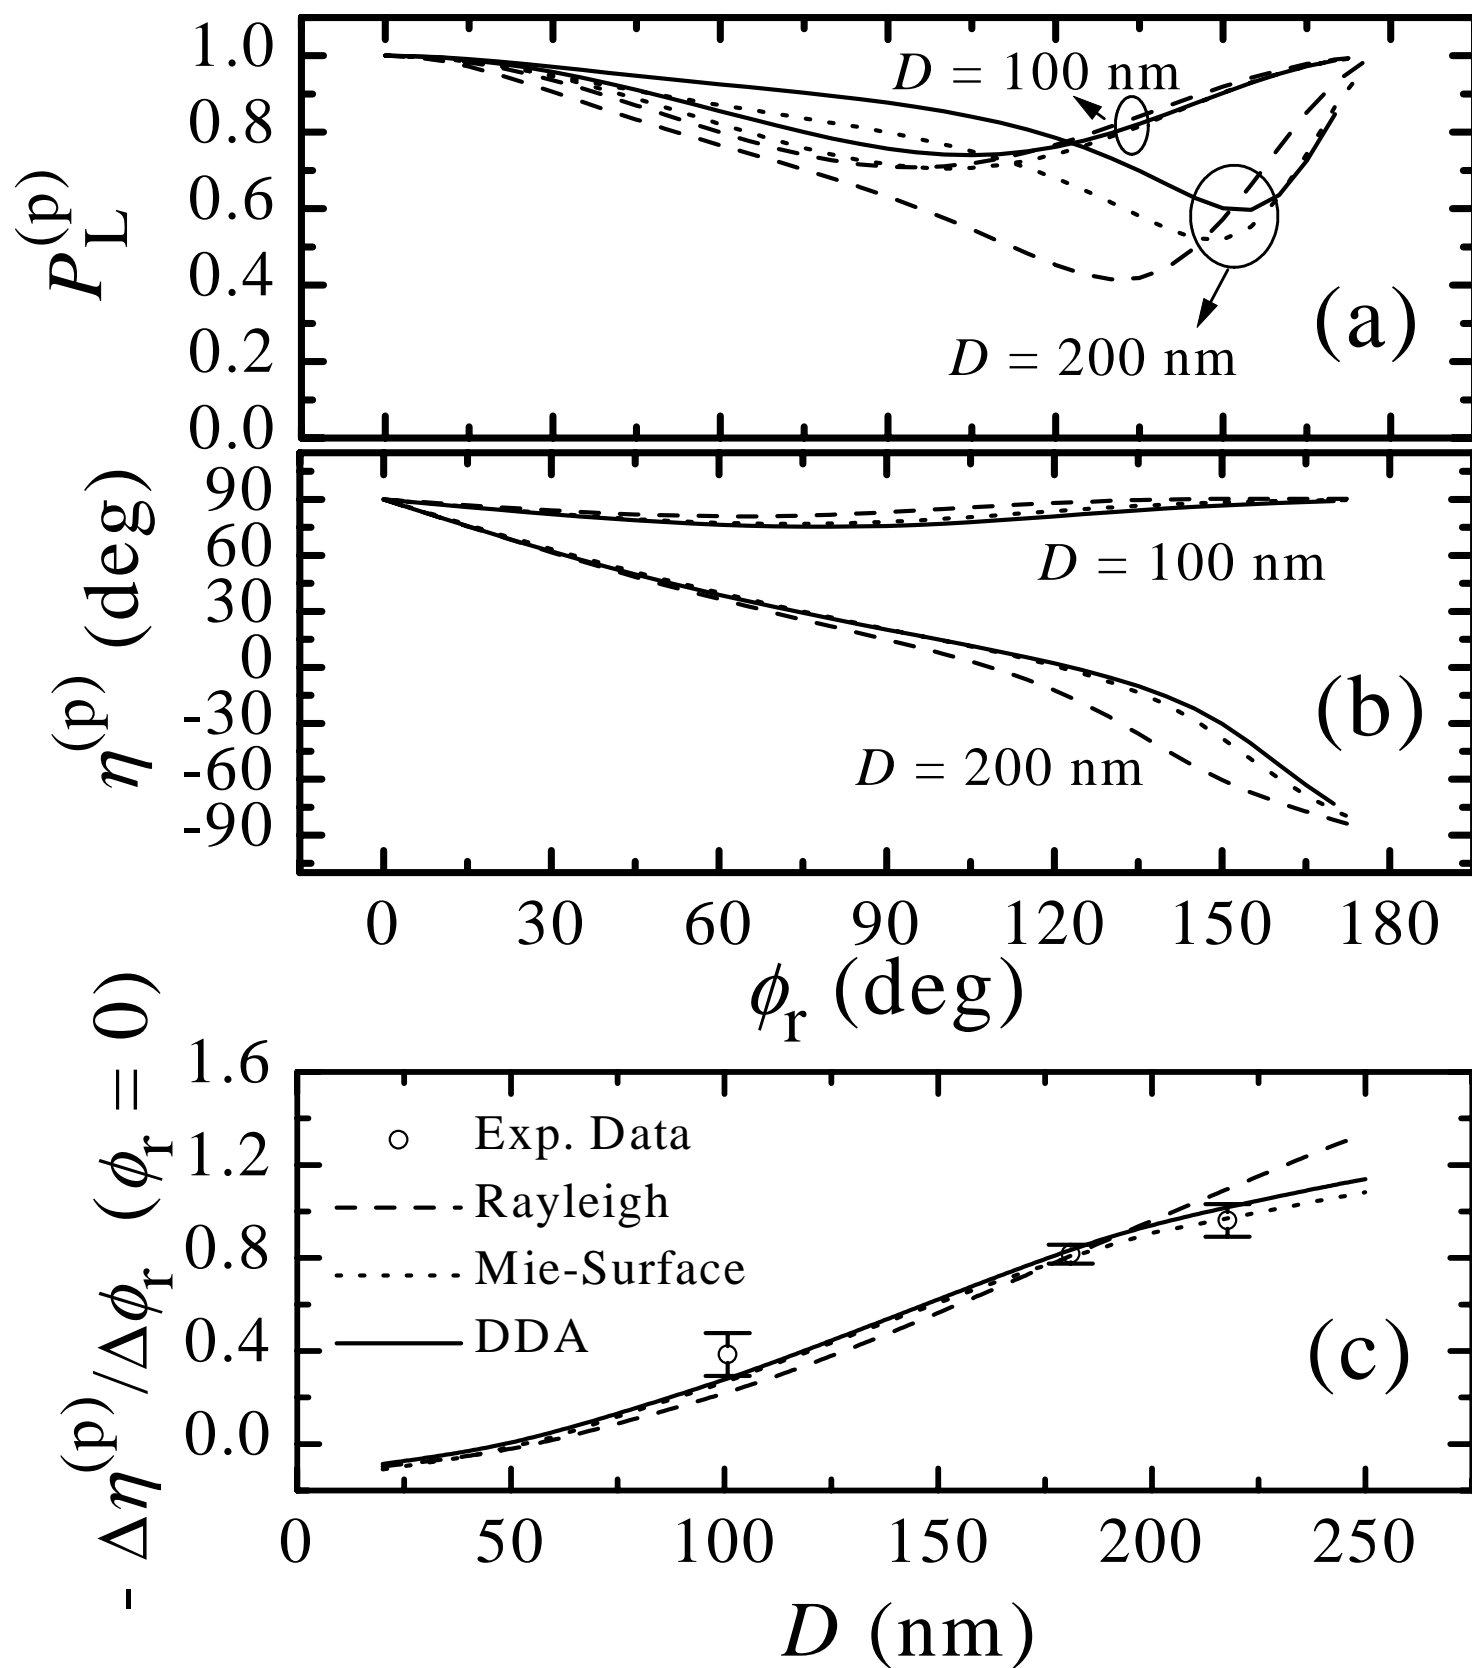 P_L^(p)
1.0
0.8
0.6
0.4
0.2
0.0
D = 100 nm
D = 200 nm
(a)
η^(p) (deg)
90
60
30
0
-30
-60
-90
D = 100 nm
D = 200 nm
(b)
0 30 60 90 120 150 180
ϕ_r (deg)
- Δη^(p)/Δϕ_r (ϕ_r = 0)
1.6
1.2
0.8
0.4
0.0
Exp. Data
Rayleigh
Mie-Surface
DDA
(c)
0 50 100 150 200 250
D (nm)